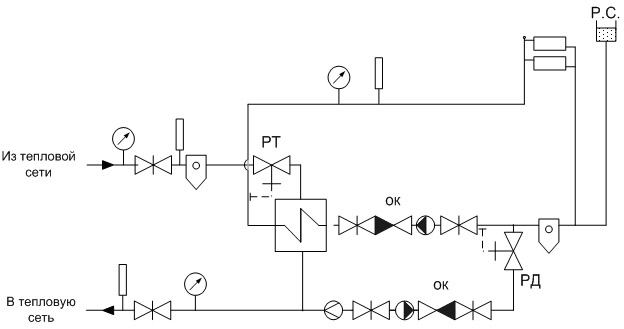 Р.С.
Из тепловой
сети
РТ
ОК
РД
В тепловую
сеть
ОК